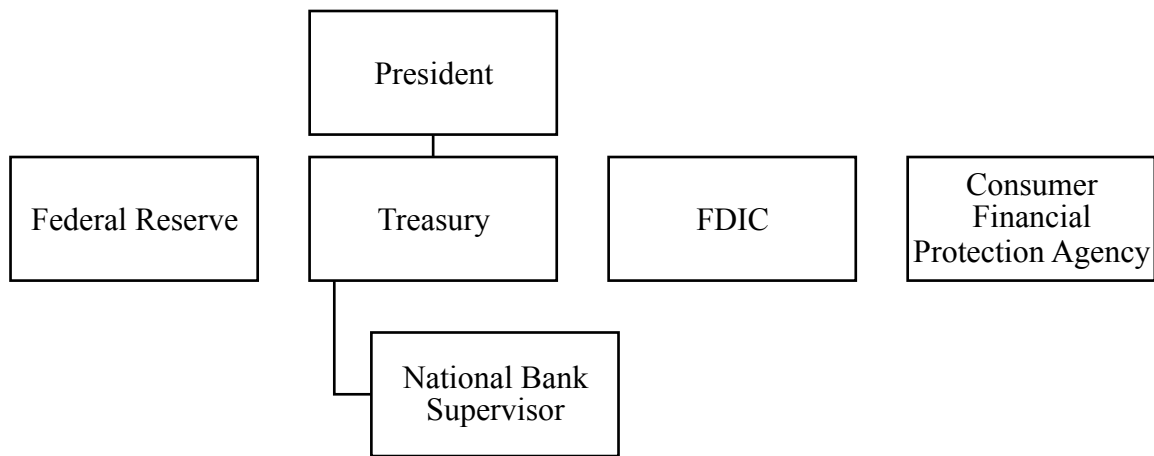 President
Federal Reserve
Treasury
FDIC
Consumer
Financial
Protection Agency
National Bank
Supervisor